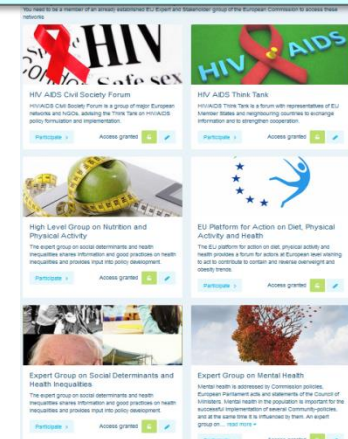 You need to be a member of an already established EU Expert and Stakeholder group of the European Commission to access these
networks.
HIV
Safe sex
HIV AIDS
HIV AIDS Civil Society Forum
HIV/AIDS Civil Society Forum is a group of major European
networks and NGOs, advising the Think Tank on HIV/AIDS
policy formulation and implementation.
Participate >
Access granted
HIV AIDS Think Tank
HIV/AIDS Think Tank is a forum with representatives of EU
Member States and neighbouring countries to exchange
information and to strengthen cooperation.
Participate >
Access granted
High Level Group on Nutrition and
Physical Activity
The expert group on social determinants and health
inequalities shares information and good practices on health
inequalities and provides input into policy development.
Participate >
Access granted
EU Platform for Action on Diet, Physical
Activity and Health
The EU platform for action on diet, physical activity and
health provides a forum for actors at European level wishing
to act to contribute to contain and reverse overweight and
obesity trends.
Participate >
Access granted
Expert Group on Social Determinants and
Health Inequalities
The expert group on social determinants and health
inequalities shares information and good practices on health
inequalities and provides input into policy development.
Participate >
Access granted
Expert Group on Mental Health
Mental health is addressed by Commission policies,
European Parliament acts and statements of the Council of
Ministers. Mental health in the population is important for the
successful implementation of several Community-policies,
and at the same time it is influenced by them. An expert
group on ... read more